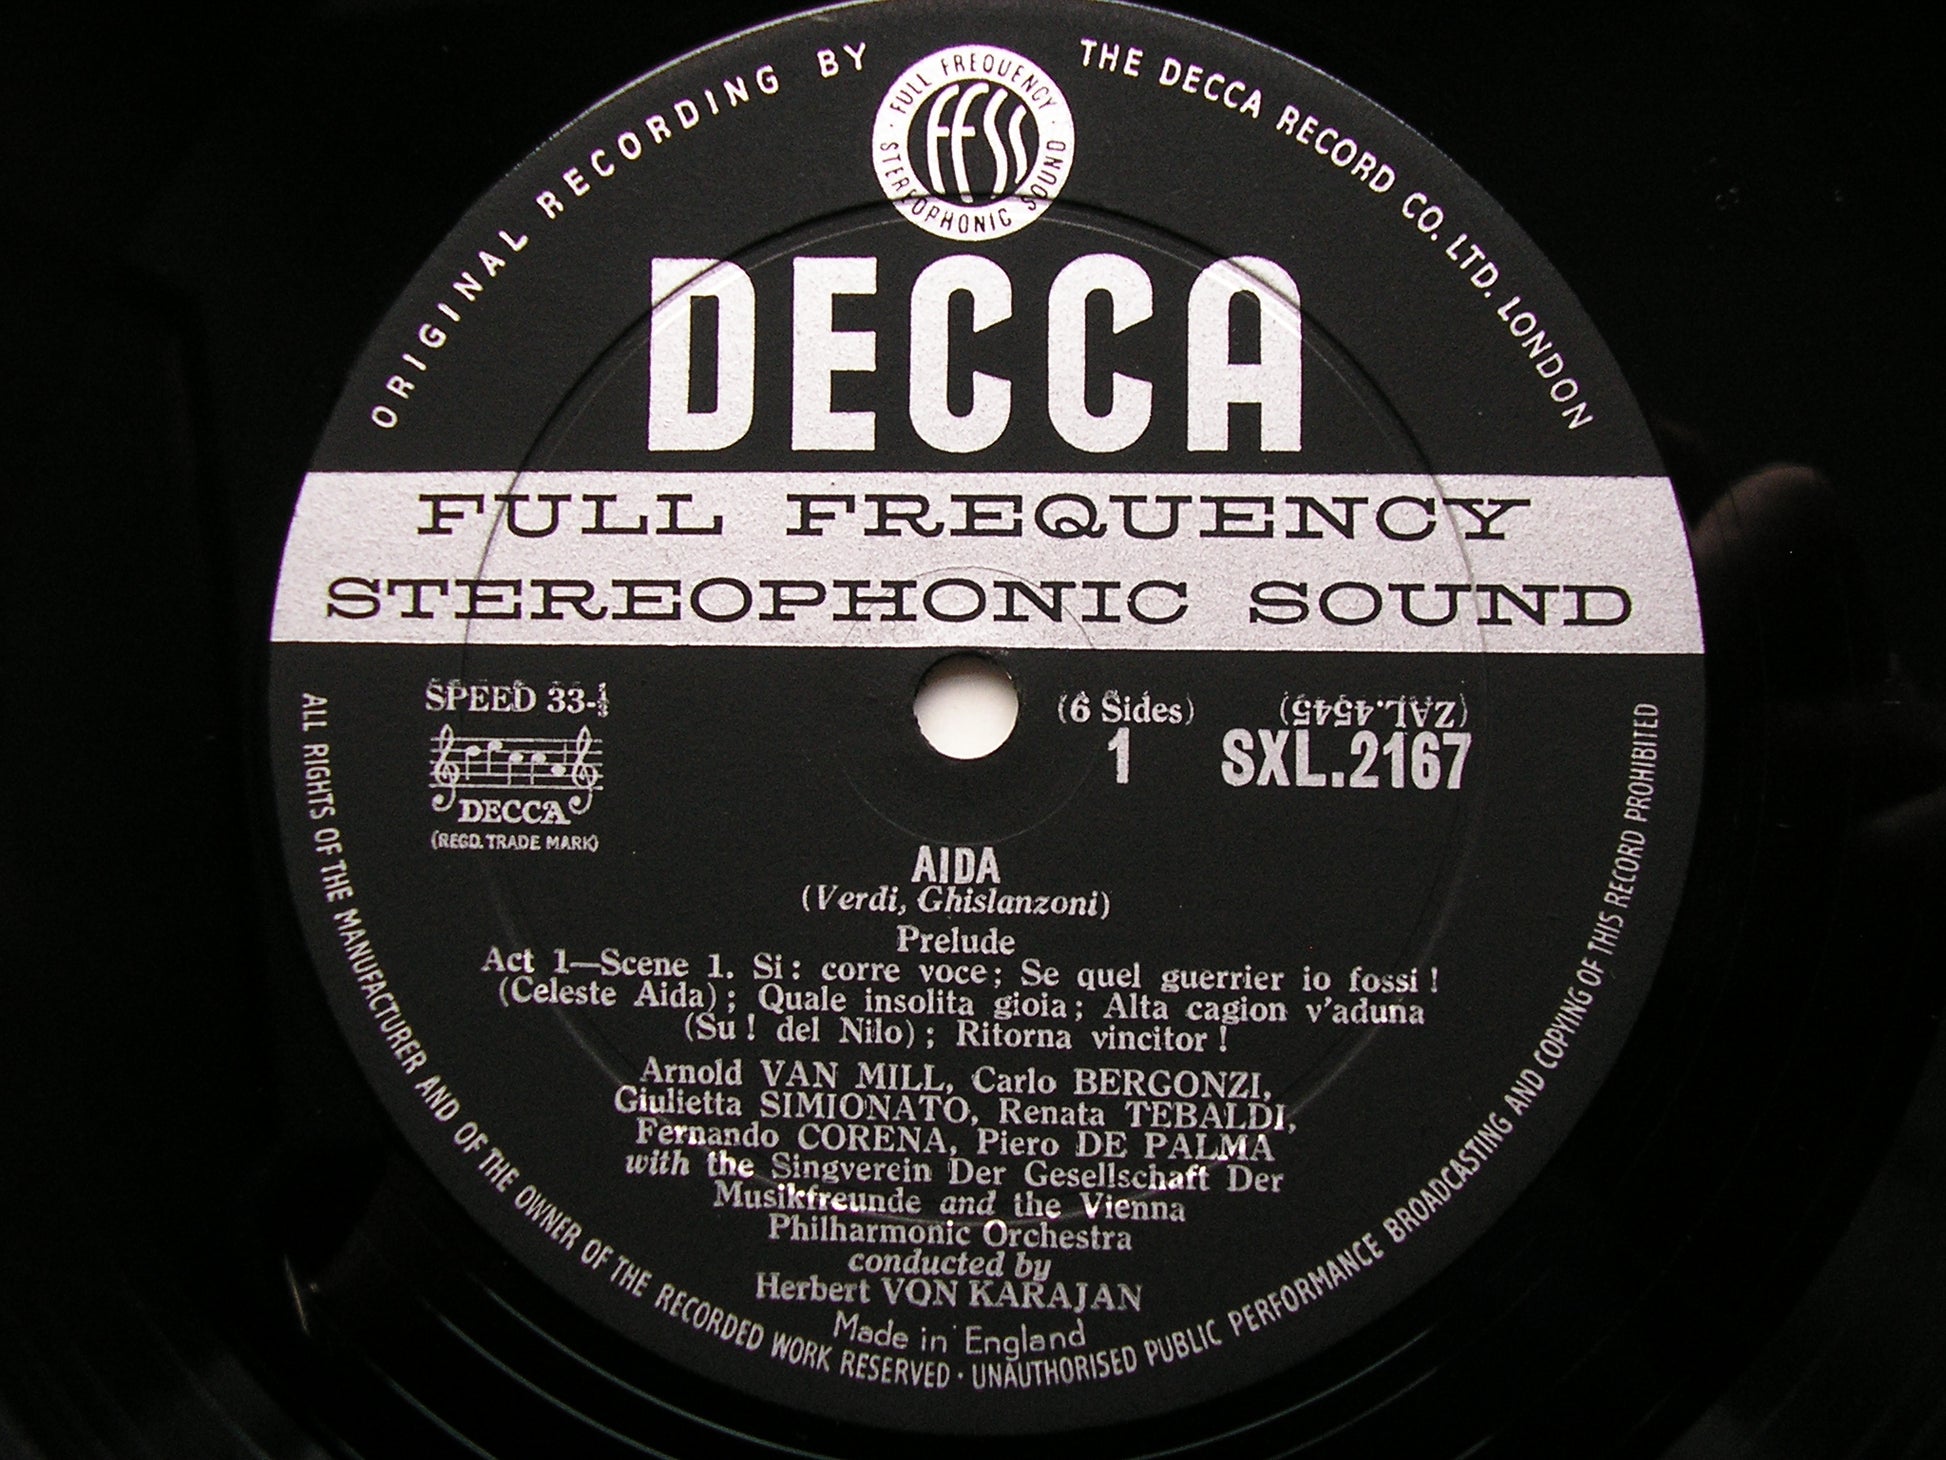 ORIGINAL RECORDING BY THE DECCA RECORD CO. LTD. LONDON
FULL FREQUENCY
STEREOPHONIC SOUND
FFSS
DECCA
FULL FREQUENCY
STEREOPHONIC SOUND
SPEED 33-⅓
DECCA
(REGD. TRADE MARK)
(6 Sides)
1
(ZAL.4545)
SXL.2167
AIDA
(Verdi, Ghislanzoni)
Prelude
Act 1—Scene 1. Si: corre voce; Se quel guerrier io fossi!
(Celeste Aida); Quale insolita gioia; Alta cagion v'aduna
(Su! del Nilo); Ritorna vincitor!
Arnold VAN MILL, Carlo BERGONZI,
Giulietta SIMIONATO, Renata TEBALDI,
Fernando CORENA, Piero DE PALMA
with the Singverein Der Gesellschaft Der
Musikfreunde and the Vienna
Philharmonic Orchestra
conducted by
Herbert VON KARAJAN
Made in England
ALL RIGHTS OF THE MANUFACTURER AND OF THE OWNER OF THE RECORDED WORK RESERVED · UNAUTHORISED PUBLIC PERFORMANCE BROADCASTING AND COPYING OF THIS RECORD PROHIBITED